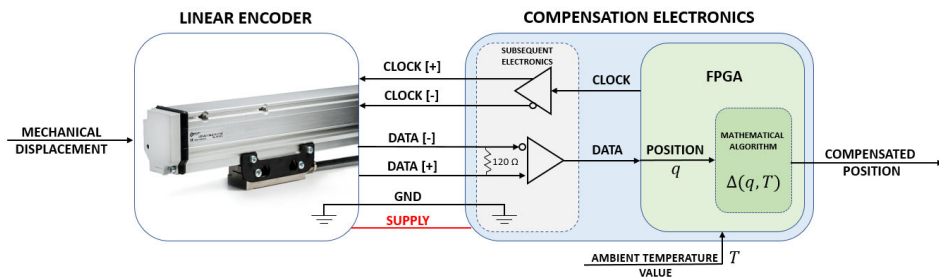 LINEAR ENCODER
COMPENSATION ELECTRONICS
SUBSEQUENT
ELECTRONICS
CLOCK [+]
CLOCK
FPGA
CLOCK [-]
MECHANICAL
DISPLACEMENT
DATA [-]
MATHEMATICAL
ALGORITHM
120 Ω
DATA [+]
DATA
POSITION
q
Δ(q, T)
COMPENSATED
POSITION
GND
SUPPLY
AMBIENT TEMPERATURE
VALUE
T